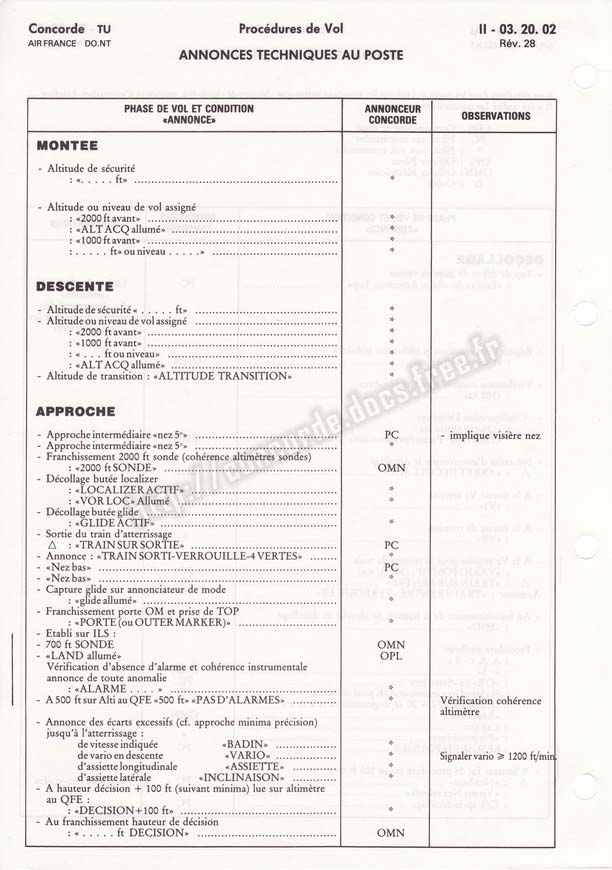 Concorde TU Procédures de Vol II - 03. 20. 02
AIR FRANCE DO.NT Rév. 28
ANNONCES TECHNIQUES AU POSTE
PHASE DE VOL ET CONDITION ANNONCEUR OBSERVATIONS
«ANNONCE» CONCORDE
MONTEE
- Altitude de sécurité
: «. . . . . ft» *
- Altitude ou niveau de vol assigné
: «2000 ft avant» *
: «ALT ACQ allumé» *
: «1000 ft avant» *
: . . . . . ft» ou niveau *
DESCENTE
- Altitude de sécurité « . . . . . ft» *
- Altitude ou niveau de vol assigné *
: «2000 ft avant» *
: «1000 ft avant» *
: « . . . ft ou niveau» *
: «ALT ACQ allumé» *
- Altitude de transition : «ALTITUDE TRANSITION» *
APPROCHE
- Approche intermédiaire «nez 5°» PC - implique visière nez
- Approche intermédiaire «nez 5°» *
- Franchissement 2000 ft sonde (cohérence altimètres sondes)
: «2000 ft SONDE» OMN
- Décollage butée localizer
: «LOCALIZER ACTIF» *
: «VOR LOC» Allumé *
- Décollage butée glide
: «GLIDE ACTIF» *
- Sortie du train d'atterrissage
△ : «TRAIN SUR SORTIE» PC
- Annonce : «TRAIN SORTI-VERROUILLE-4 VERTES» *
- «Nez bas» PC
- «Nez bas» *
- Capture glide sur annonciateur de mode
: «glide allumé» *
- Franchissement porte OM et prise de TOP
: «PORTE (ou OUTER MARKER)» *
- Etabli sur ILS :
- 700 ft SONDE OMN
- «LAND allumé» OPL
Vérification d'absence d'alarme et cohérence instrumentale
annonce de toute anomalie
: «ALARME . . . . » *
- A 500 ft sur Alti au QFE «500 ft» «PAS D'ALARMES» * Vérification cohérence
altimètre
- Annonce des écarts excessifs (cf. approche minima précision)
jusqu'à l'atterrissage :
de vitesse indiquée «BADIN» *
de vario en descente «VARIO» * Signaler vario ⩾ 1200 ft/min.
d'assiette longitudinale «ASSIETTE» *
d'assiette latérale «INCLINAISON» *
- A hauteur décision + 100 ft (suivant minima) lue sur altimètre
au QFE :
: «DECISION+100 ft» *
- Au franchissement hauteur de décision
: « . . . . . ft DECISION» OMN
http://concorde.docs.free.fr